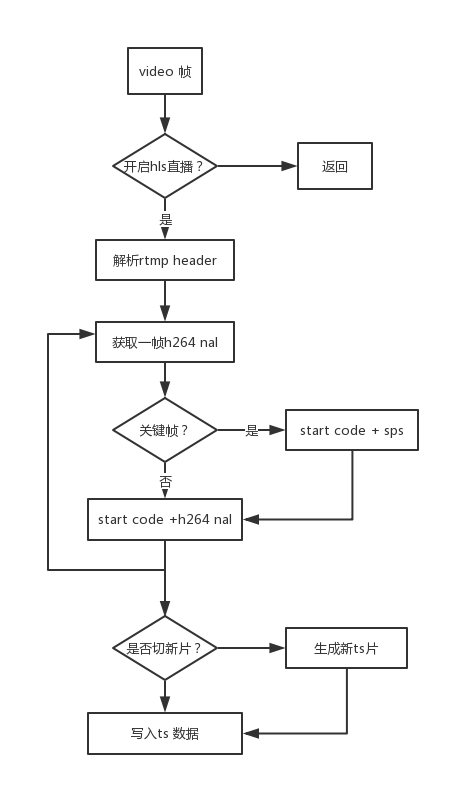 video 帧
开启hls直播？
返回
是
解析rtmp header
获取一帧h264 nal
关键帧？
是
start code + sps
否
start code +h264 nal
是否切新片？
生成新ts片
写入ts 数据